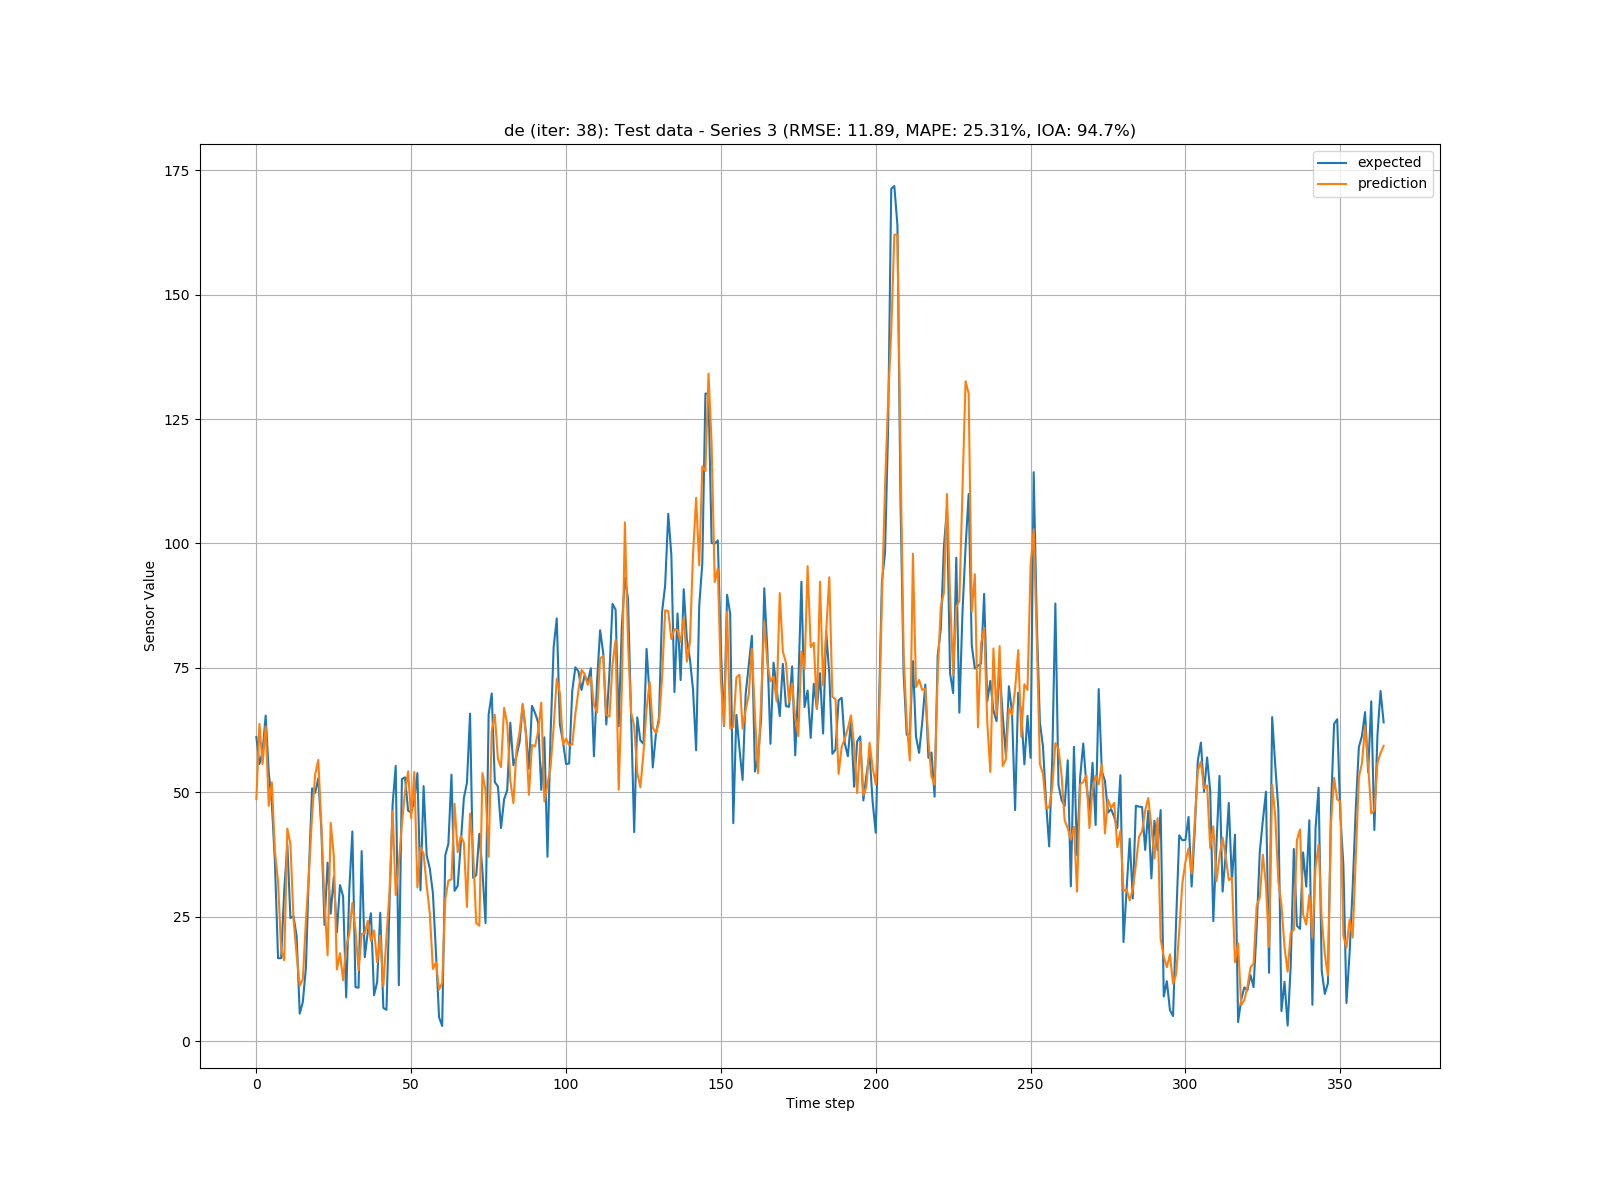 de (iter: 38): Test data - Series 3 (RMSE: 11.89, MAPE: 25.31%, IOA: 94.7%)
expected
prediction
175
150
125
100
75
50
25
0
Sensor Value
0 50 100 150 200 250 300 350
Time step